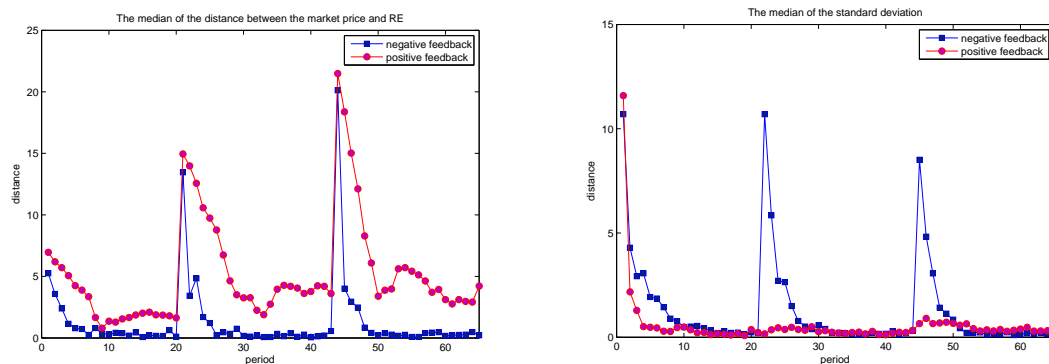 The median of the distance between the market price and RE
25
20
15
10
5
0
0 10 20 30 40 50 60
distance
period
negative feedback
positive feedback
The median of the standard deviation
15
10
5
0
0 10 20 30 40 50 60
distance
period
negative feedback
positive feedback